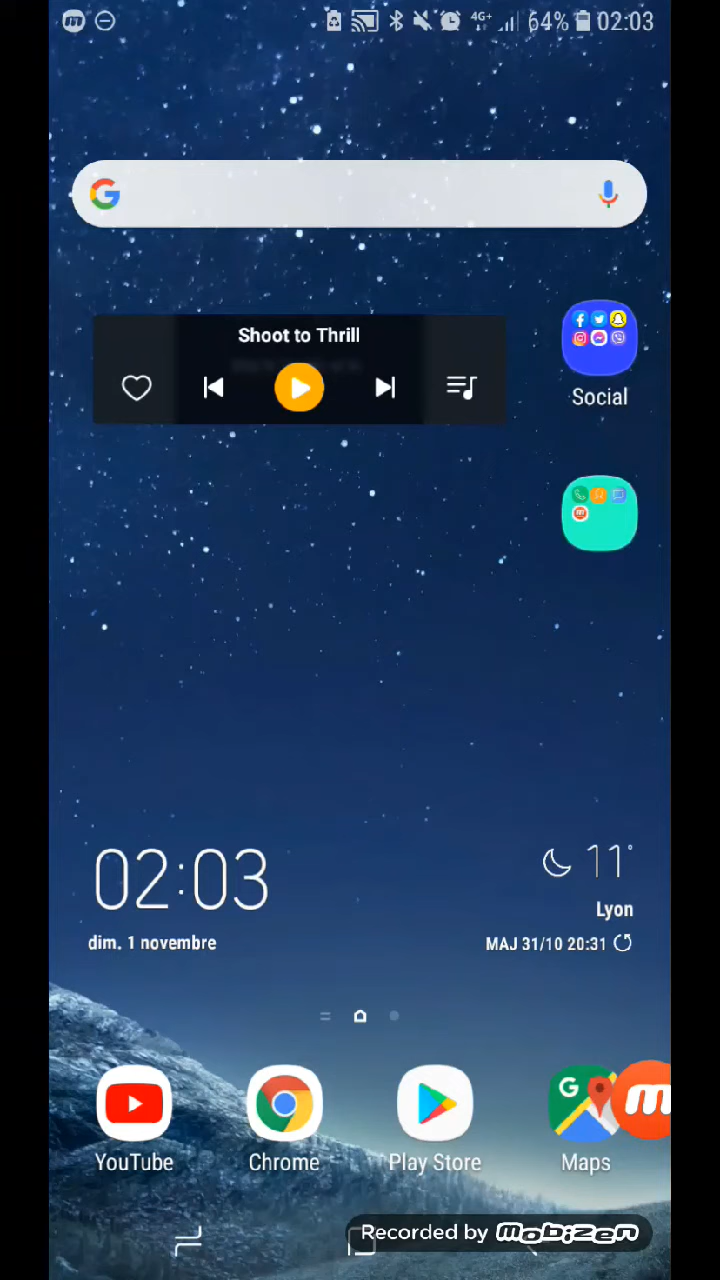 4G+ 64% 02:03
Shoot to Thrill
Social
02:03
11°
Lyon
dim. 1 novembre
MAJ 31/10 20:31
YouTube
Chrome
Play Store
Maps
Recorded by mobizen